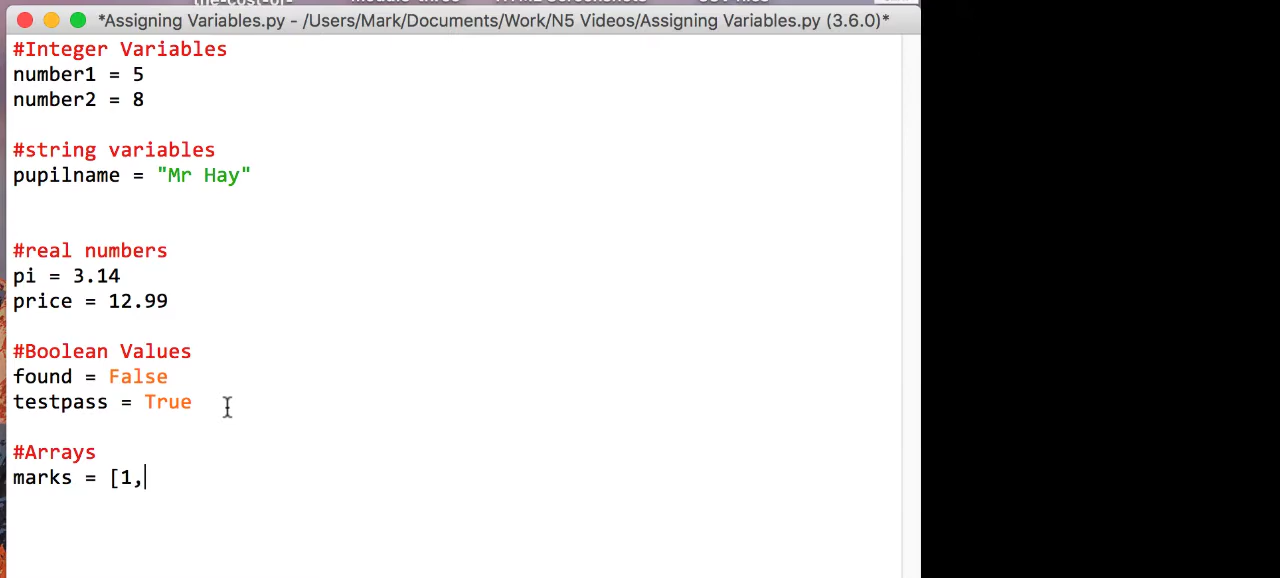 *Assigning Variables.py - /Users/Mark/Documents/Work/N5 Videos/Assigning Variables.py (3.6.0)*
#Integer Variables
number1 = 5
number2 = 8
#string variables
pupilname = "Mr Hay"
#real numbers
pi = 3.14
price = 12.99
#Boolean Values
found = False
testpass = True
#Arrays
marks = [1,